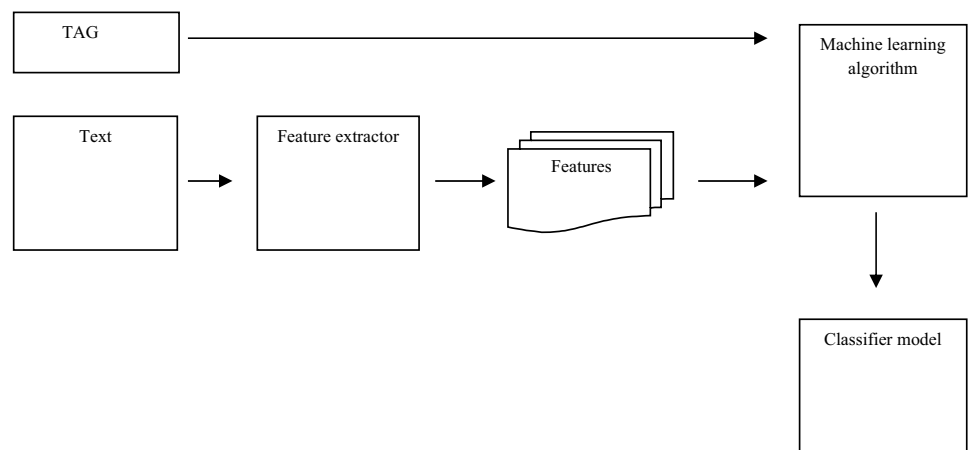 TAG
Machine learning
algorithm
Text
Feature extractor
Features
Classifier model